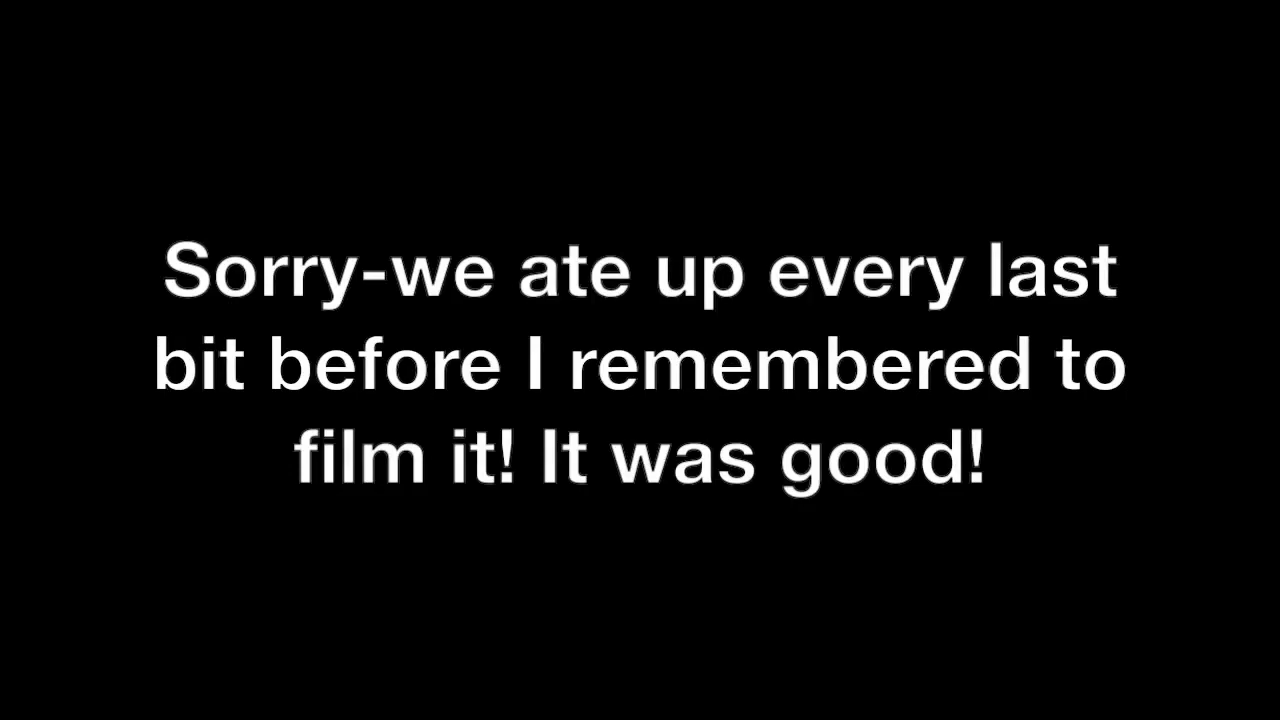 Sorry-we ate up every last
bit before I remembered to
film it! It was good!